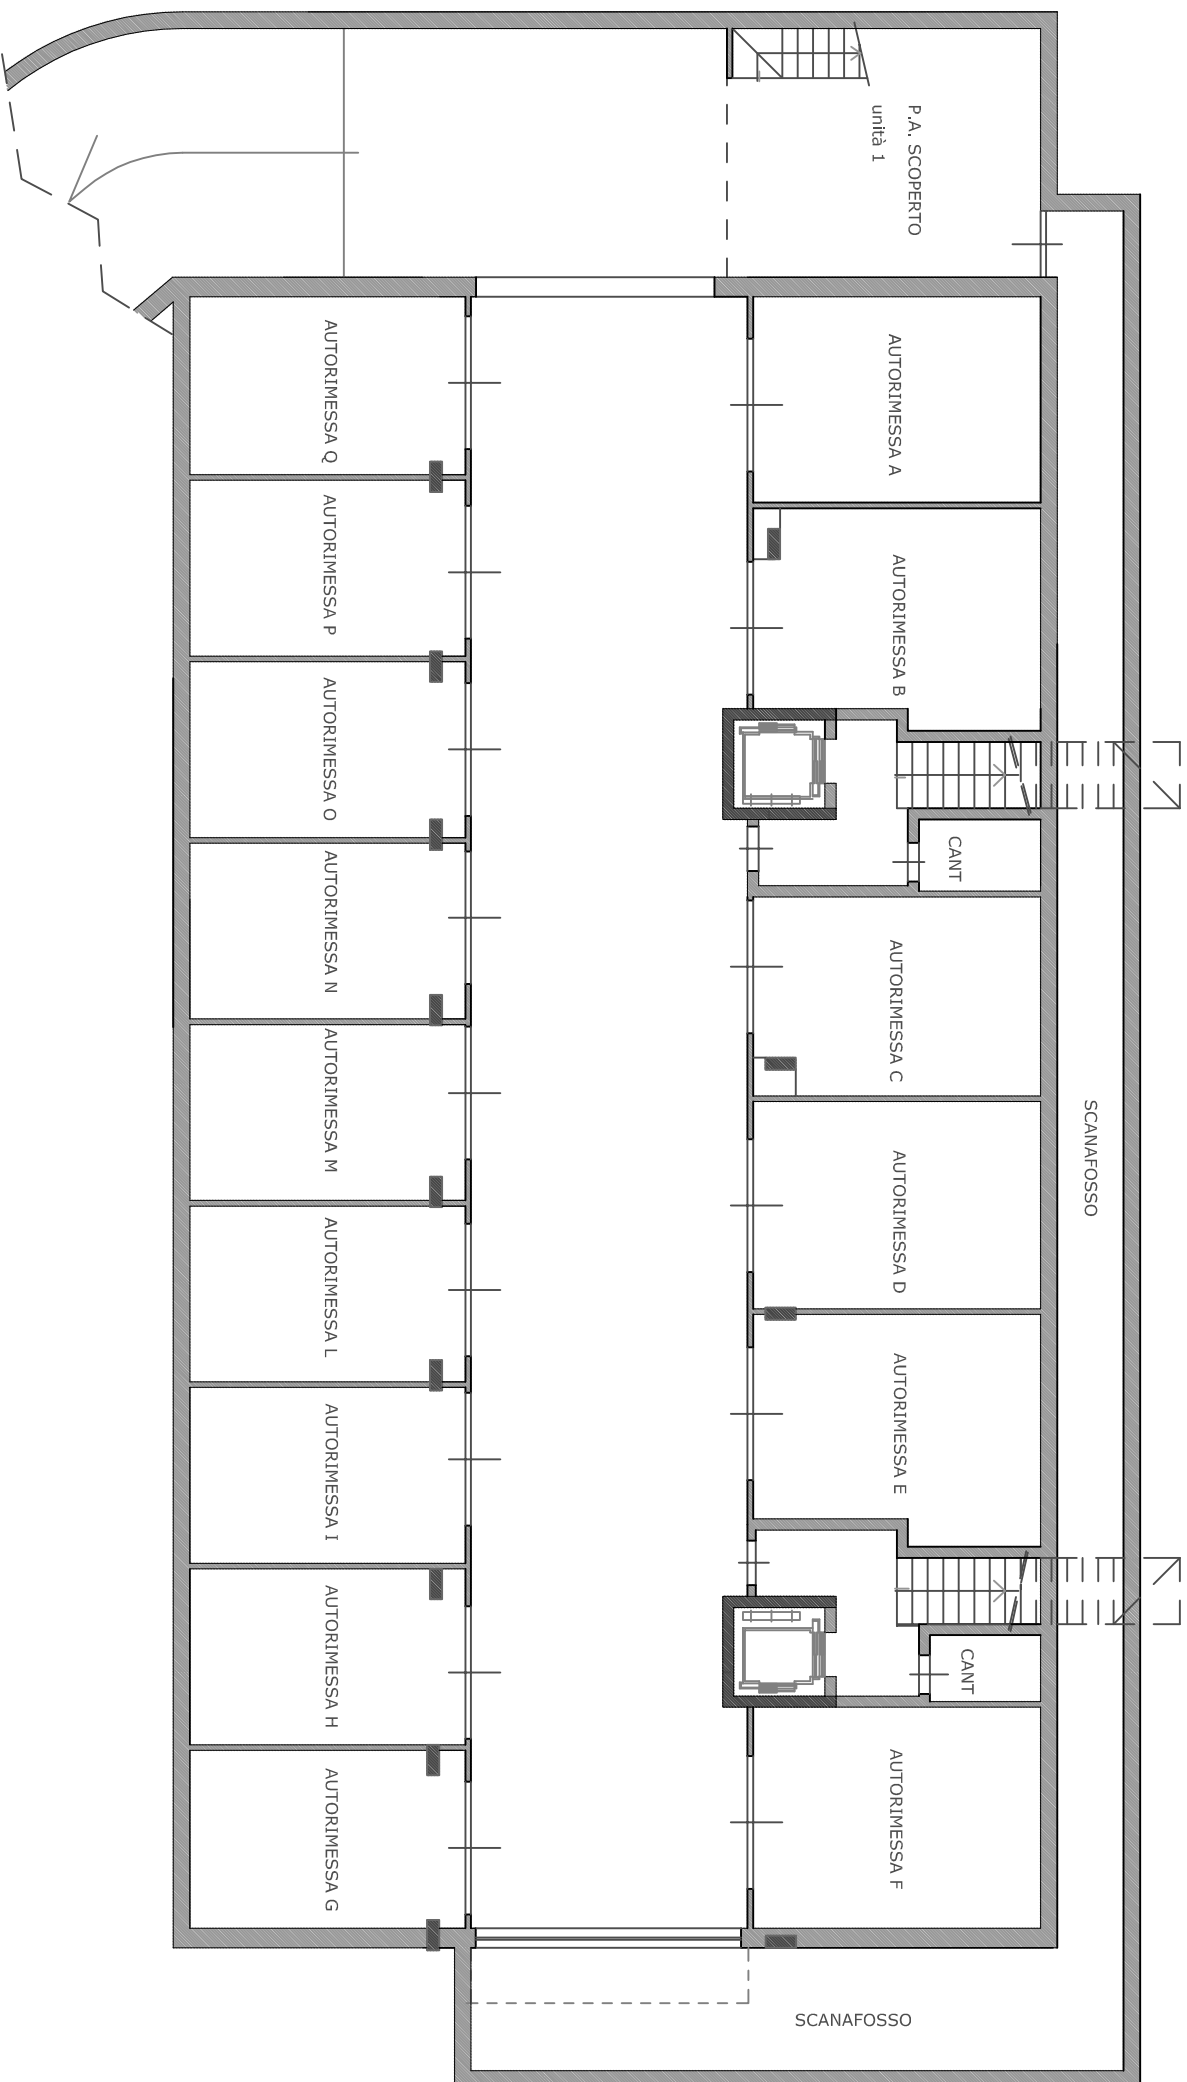 P.A. SCOPERTO
unità 1
AUTORIMESSA Q
AUTORIMESSA A
AUTORIMESSA P
AUTORIMESSA B
AUTORIMESSA O
CANT
AUTORIMESSA N
AUTORIMESSA C
AUTORIMESSA M
SCANAFOSSO
AUTORIMESSA D
AUTORIMESSA L
AUTORIMESSA E
AUTORIMESSA I
AUTORIMESSA H
CANT
AUTORIMESSA F
AUTORIMESSA G
SCANAFOSSO